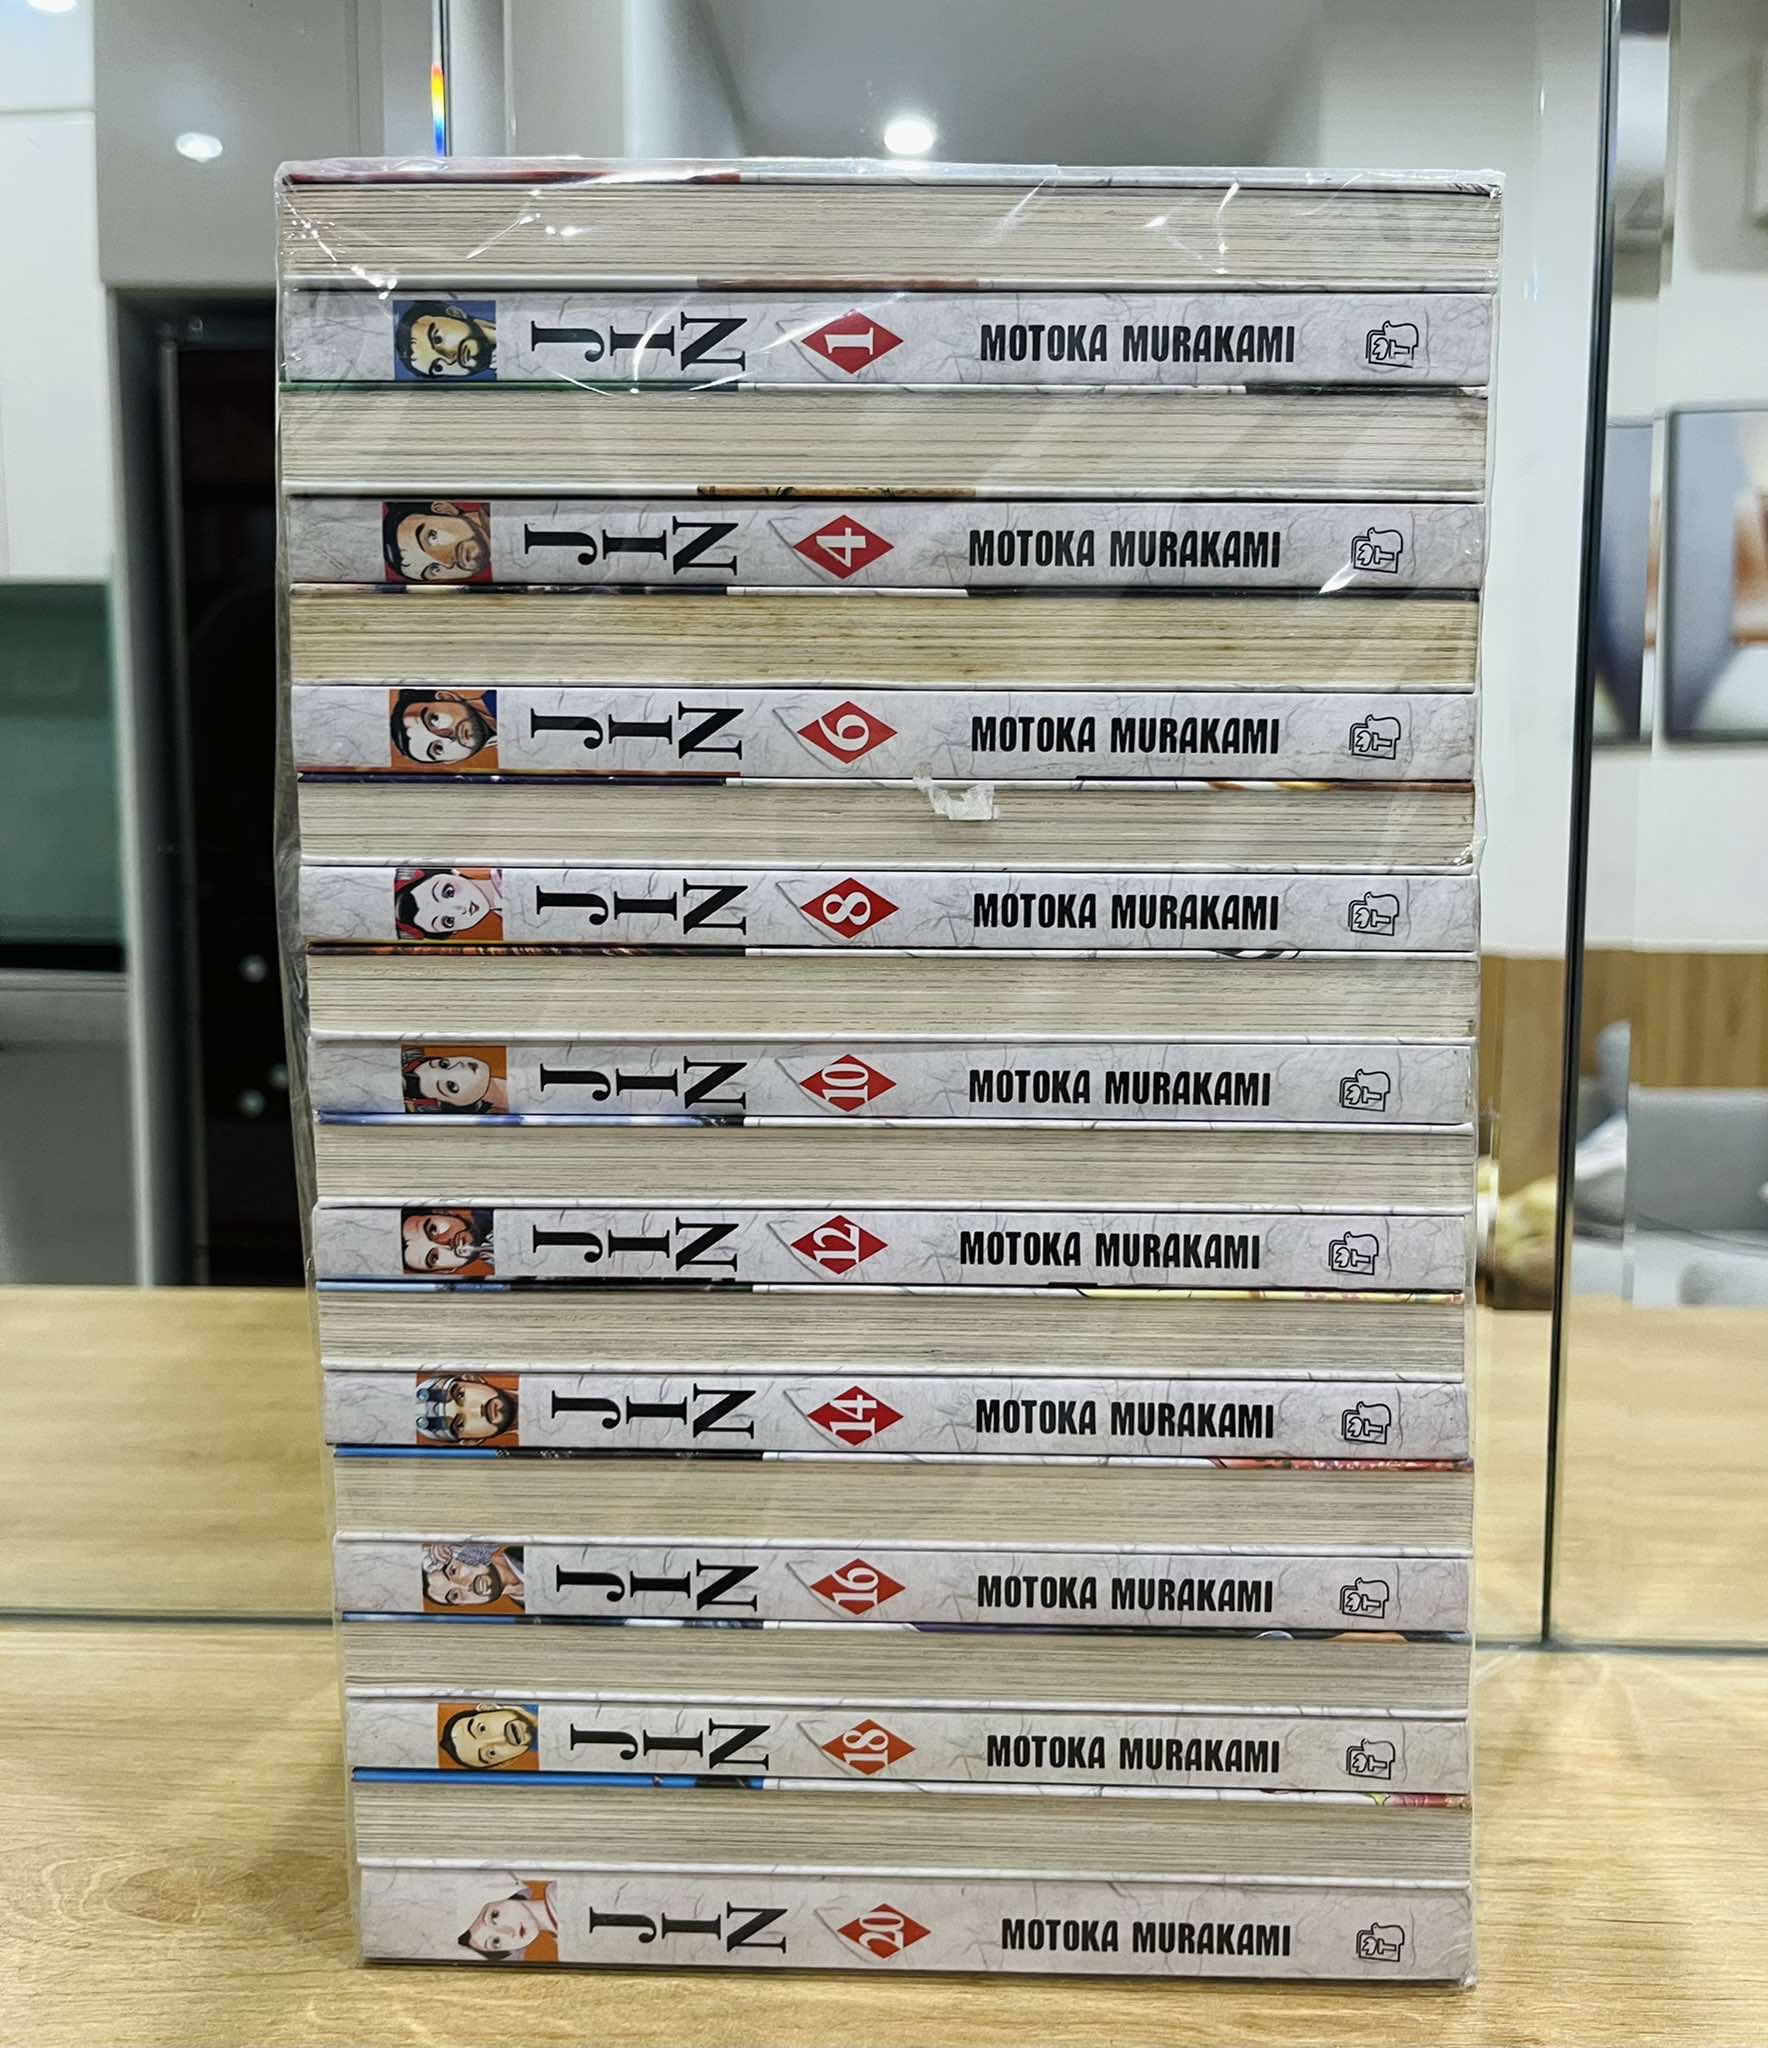 JIN 1 MOTOKA MURAKAMI T
JIN 4 MOTOKA MURAKAMI T
JIN 6 MOTOKA MURAKAMI T
JIN 8 MOTOKA MURAKAMI T
JIN 10 MOTOKA MURAKAMI T
JIN 12 MOTOKA MURAKAMI T
JIN 14 MOTOKA MURAKAMI T
JIN 16 MOTOKA MURAKAMI T
JIN 18 MOTOKA MURAKAMI T
JIN 20 MOTOKA MURAKAMI T